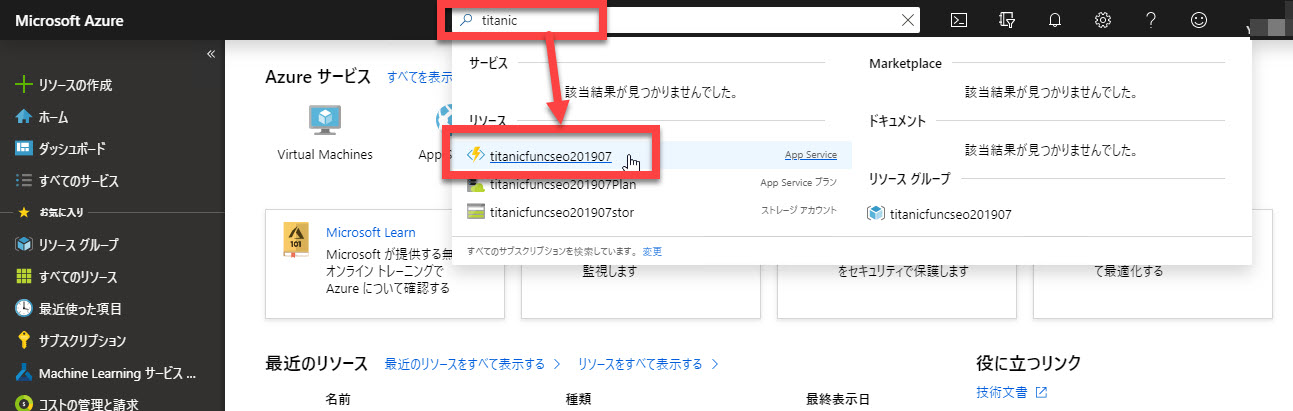 Microsoft Azure
titanic
«
リソースの作成
ホーム
ダッシュボード
すべてのサービス
お気に入り
リソース グループ
すべてのリソース
最近使った項目
サブスクリプション
Machine Learning サービス ...
コストの管理と請求
Azure サービス すべてを表示
Virtual Machines
サービス
該当結果が見つかりませんでした。
リソース
titanicfuncseo201907 App Service
titanicfuncseo201907Plan App Service プラン
titanicfuncseo201907stor ストレージ アカウント
すべてのサブスクリプションを検索しています。 変更
Marketplace
該当結果が見つかりませんでした。
ドキュメント
該当結果が見つかりませんでした。
リソース グループ
titanicfuncseo201907
101
Microsoft Learn
Microsoft が提供する無
オンライン トレーニングで
Azure について確認する
監視します
をセキュリティで保護します
て最適化する
最近のリソース 最近のリソースをすべて表示する > リソースをすべて表示する >
名前 種類 最終表示日
役に立つリンク
技術文書